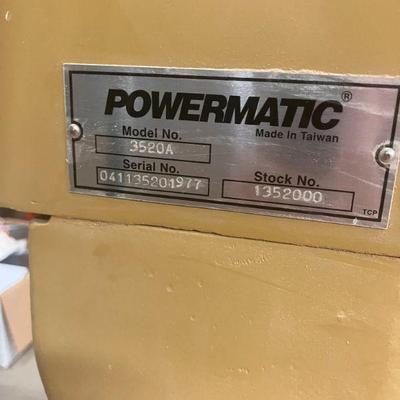 POWERMATIC®
Made in Taiwan
Model No.
3520A
Serial No.
041135201977
Stock No.
1352000
TCP